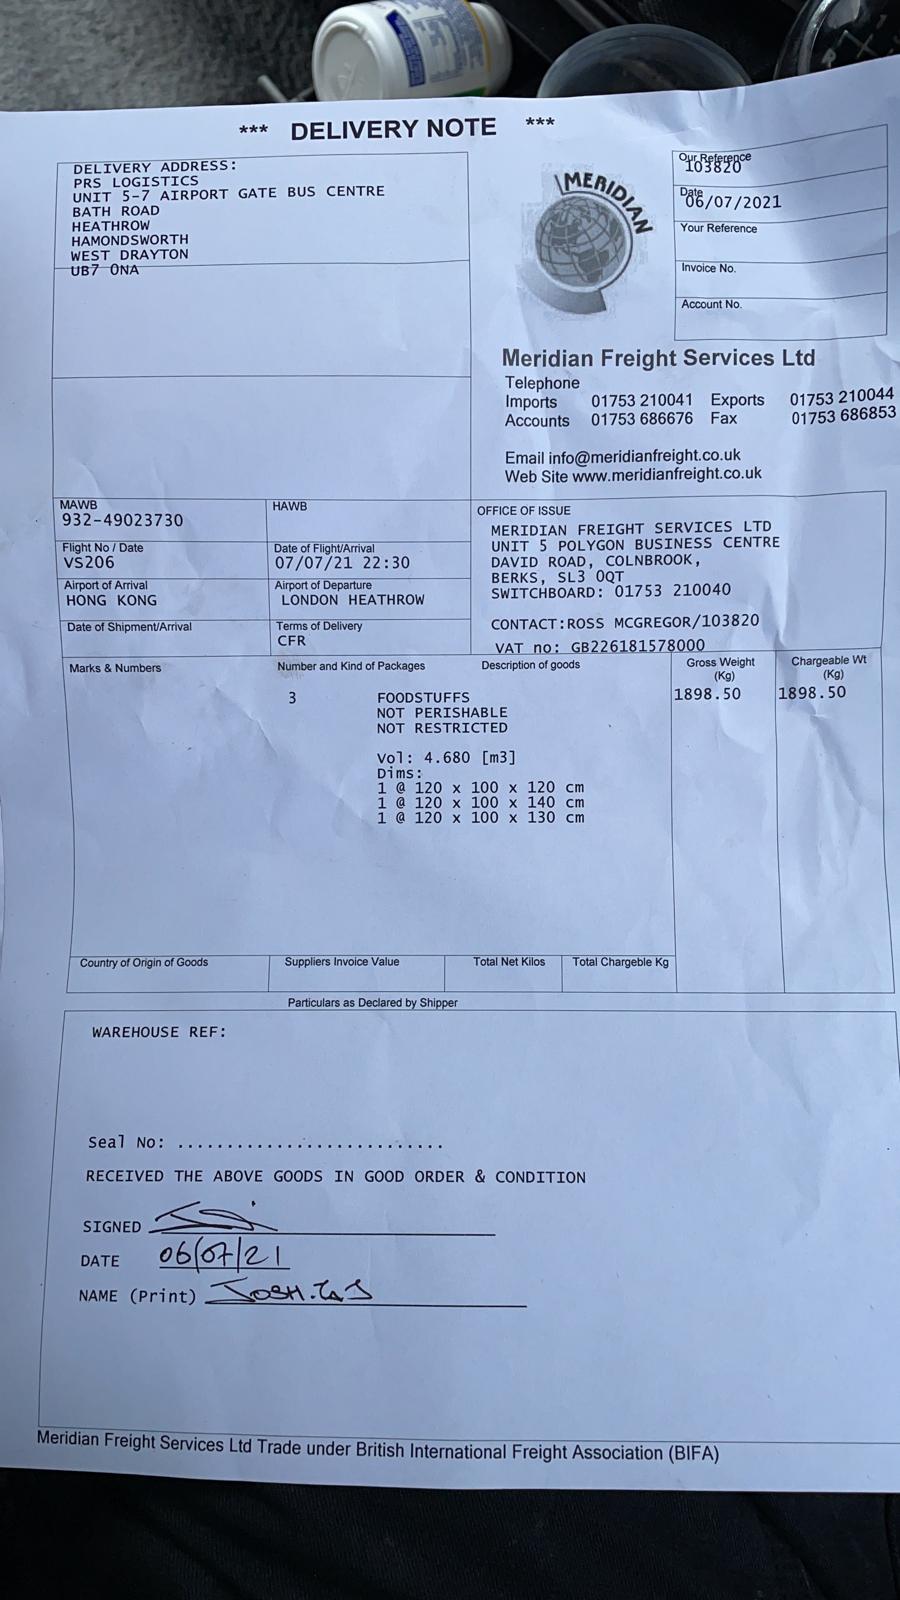 *** DELIVERY NOTE ***
DELIVERY ADDRESS:
PRS LOGISTICS
UNIT 5-7 AIRPORT GATE BUS CENTRE
BATH ROAD
HEATHROW
HAMONDSWORTH
WEST DRAYTON
UB7 0NA
MERIDIAN
Our Reference
103820
Date
06/07/2021
Your Reference
Invoice No.
Account No.
Meridian Freight Services Ltd
Telephone
Imports 01753 210041 Exports 01753 210044
Accounts 01753 686676 Fax 01753 686853
Email info@meridianfreight.co.uk
Web Site www.meridianfreight.co.uk
MAWB
932-49023730
HAWB
Flight No / Date
VS206
Date of Flight/Arrival
07/07/21 22:30
Airport of Arrival
HONG KONG
Airport of Departure
LONDON HEATHROW
Date of Shipment/Arrival
Terms of Delivery
CFR
OFFICE OF ISSUE
MERIDIAN FREIGHT SERVICES LTD
UNIT 5 POLYGON BUSINESS CENTRE
DAVID ROAD, COLNBROOK,
BERKS, SL3 0QT
SWITCHBOARD: 01753 210040
CONTACT:ROSS MCGREGOR/103820
VAT no: GB226181578000
Marks & Numbers
Number and Kind of Packages
Description of goods
Gross Weight
(Kg)
Chargeable Wt
(Kg)
3 FOODSTUFFS 1898.50 1898.50
NOT PERISHABLE
NOT RESTRICTED
Vol: 4.680 [m3]
Dims:
1 @ 120 x 100 x 120 cm
1 @ 120 x 100 x 140 cm
1 @ 120 x 100 x 130 cm
Country of Origin of Goods
Suppliers Invoice Value
Total Net Kilos
Total Chargeble Kg
Particulars as Declared by Shipper
WAREHOUSE REF:
Seal No: ...........................
RECEIVED THE ABOVE GOODS IN GOOD ORDER & CONDITION
SIGNED
DATE 06/07/21
NAME (Print) JOSH.
Meridian Freight Services Ltd Trade under British International Freight Association (BIFA)